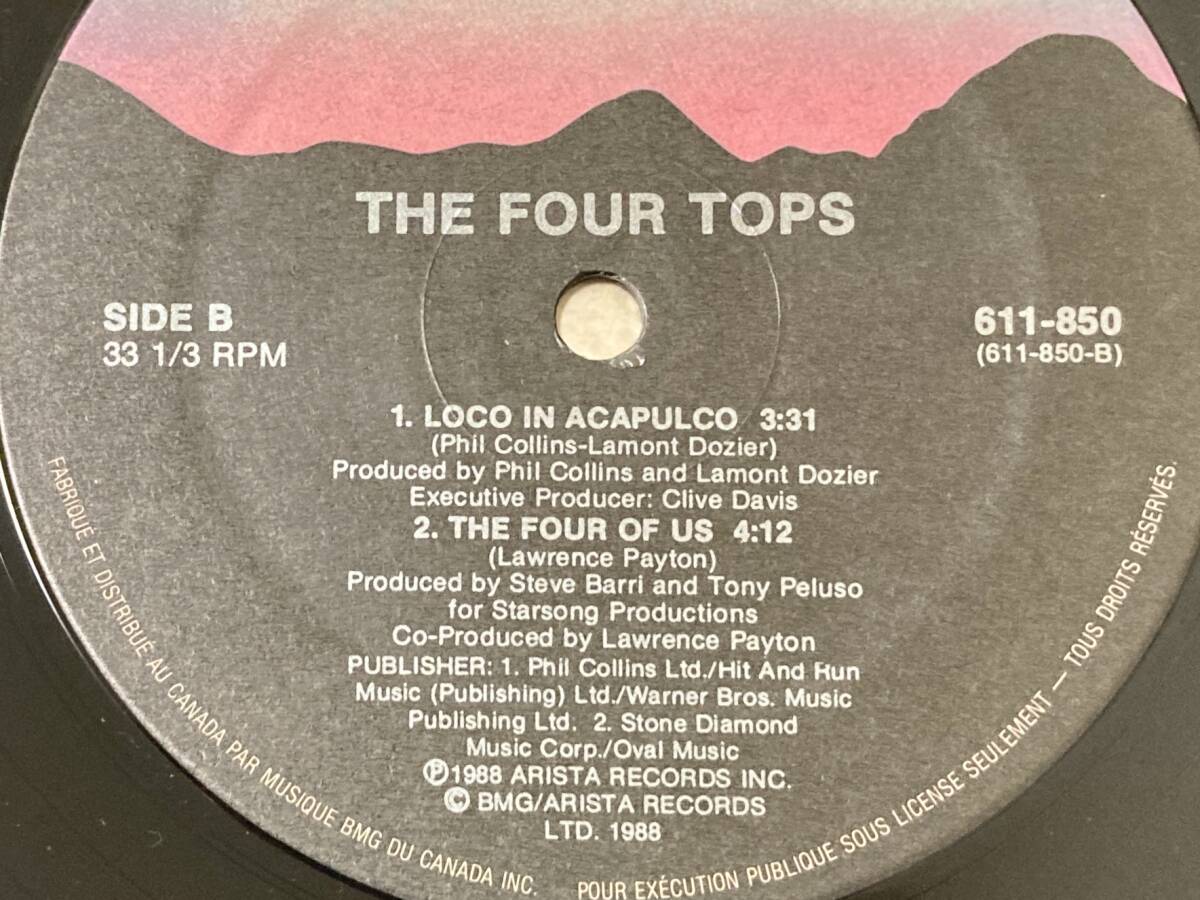 THE FOUR TOPS
SIDE B
33 1/3 RPM
611-850
(611-850-B)
1. LOCO IN ACAPULCO 3:31
(Phil Collins-Lamont Dozier)
Produced by Phil Collins and Lamont Dozier
Executive Producer: Clive Davis
2. THE FOUR OF US 4:12
(Lawrence Payton)
Produced by Steve Barri and Tony Peluso
for Starsong Productions
Co-Produced by Lawrence Payton
PUBLISHER: 1. Phil Collins Ltd./Hit And Run
Music (Publishing) Ltd./Warner Bros. Music
Publishing Ltd. 2. Stone Diamond
Music Corp./Oval Music
Ⓟ1988 ARISTA RECORDS INC.
© BMG/ARISTA RECORDS
LTD. 1988
FABRIQUÉ ET DISTRIBUÉ AU CANADA PAR MUSIQUE BMG DU CANADA INC. POUR EXÉCUTION PUBLIQUE SOUS LICENSE SEULEMENT — TOUS DROITS RÉSERVÉS.